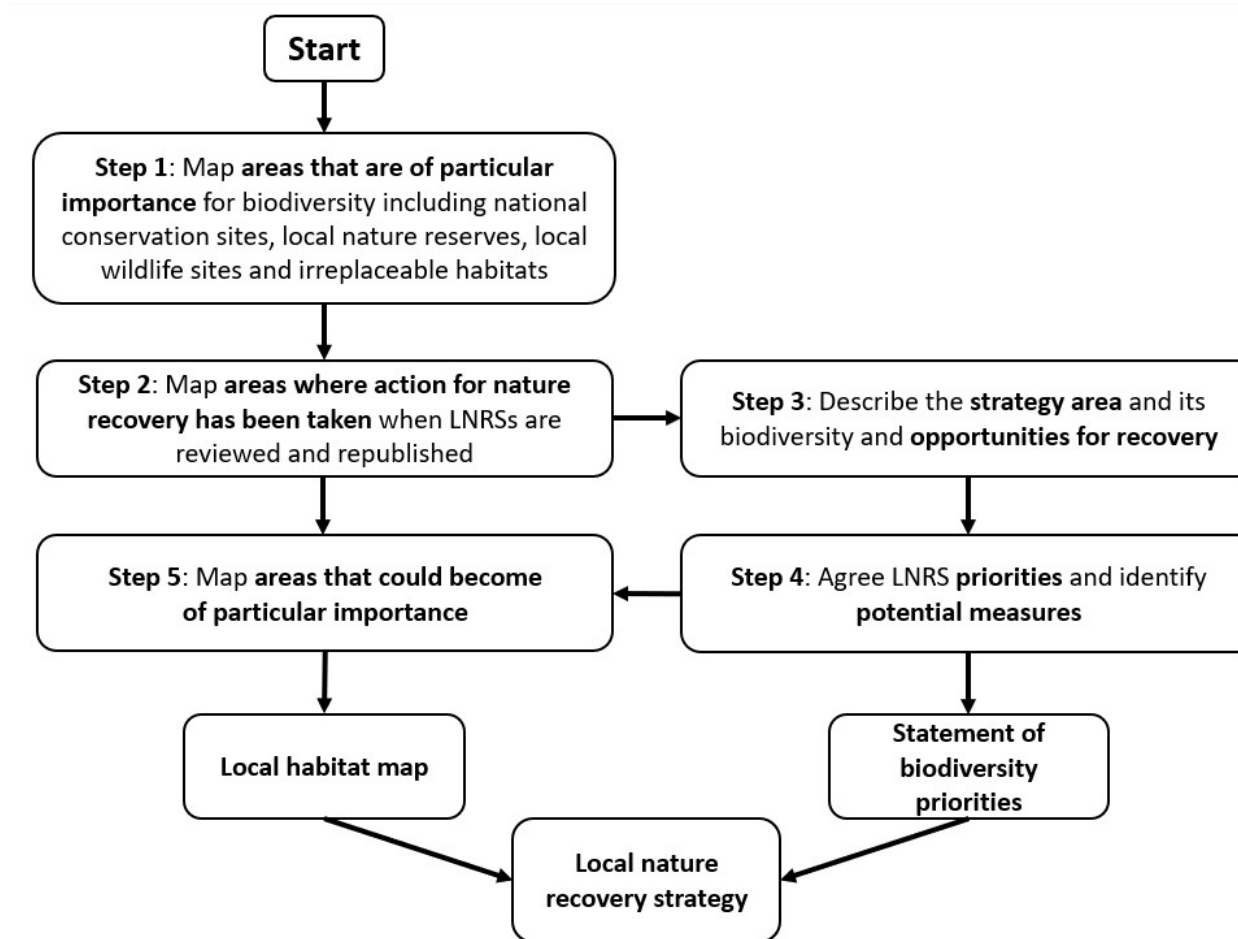 Start
Step 1: Map areas that are of particular
importance for biodiversity including national
conservation sites, local nature reserves, local
wildlife sites and irreplaceable habitats
Step 2: Map areas where action for nature
recovery has been taken when LNRSs are
reviewed and republished
Step 3: Describe the strategy area and its
biodiversity and opportunities for recovery
Step 4: Agree LNRS priorities and identify
potential measures
Step 5: Map areas that could become
of particular importance
Local habitat map
Statement of
biodiversity
priorities
Local nature
recovery strategy